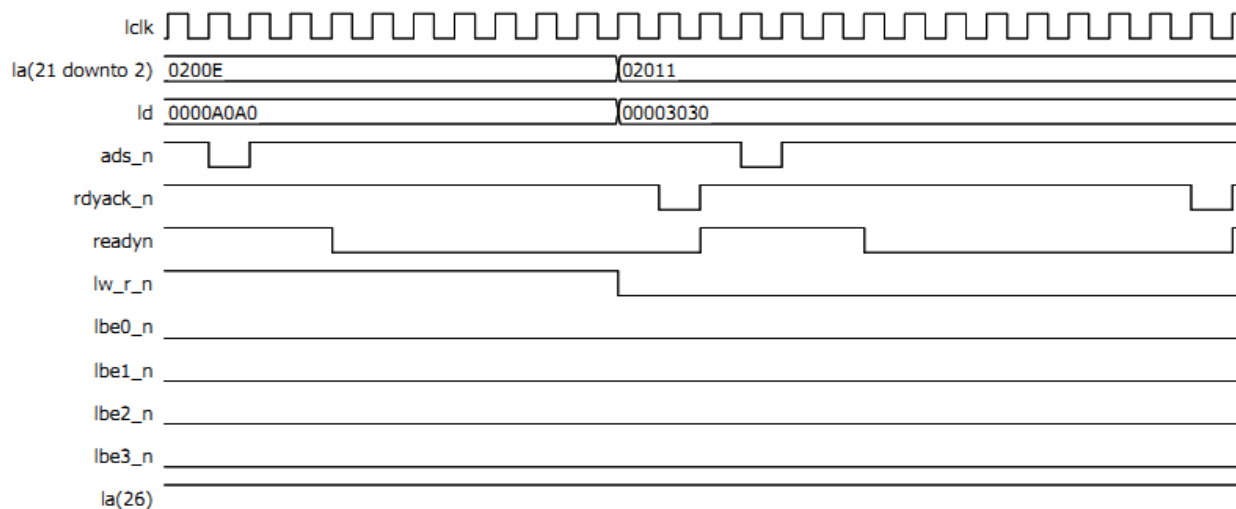 lclk
la(21 downto 2) 0200E 02011
ld 0000A0A0 00003030
ads_n
rdyack_n
readyn
lw_r_n
lbe0_n
lbe1_n
lbe2_n
lbe3_n
la(26)